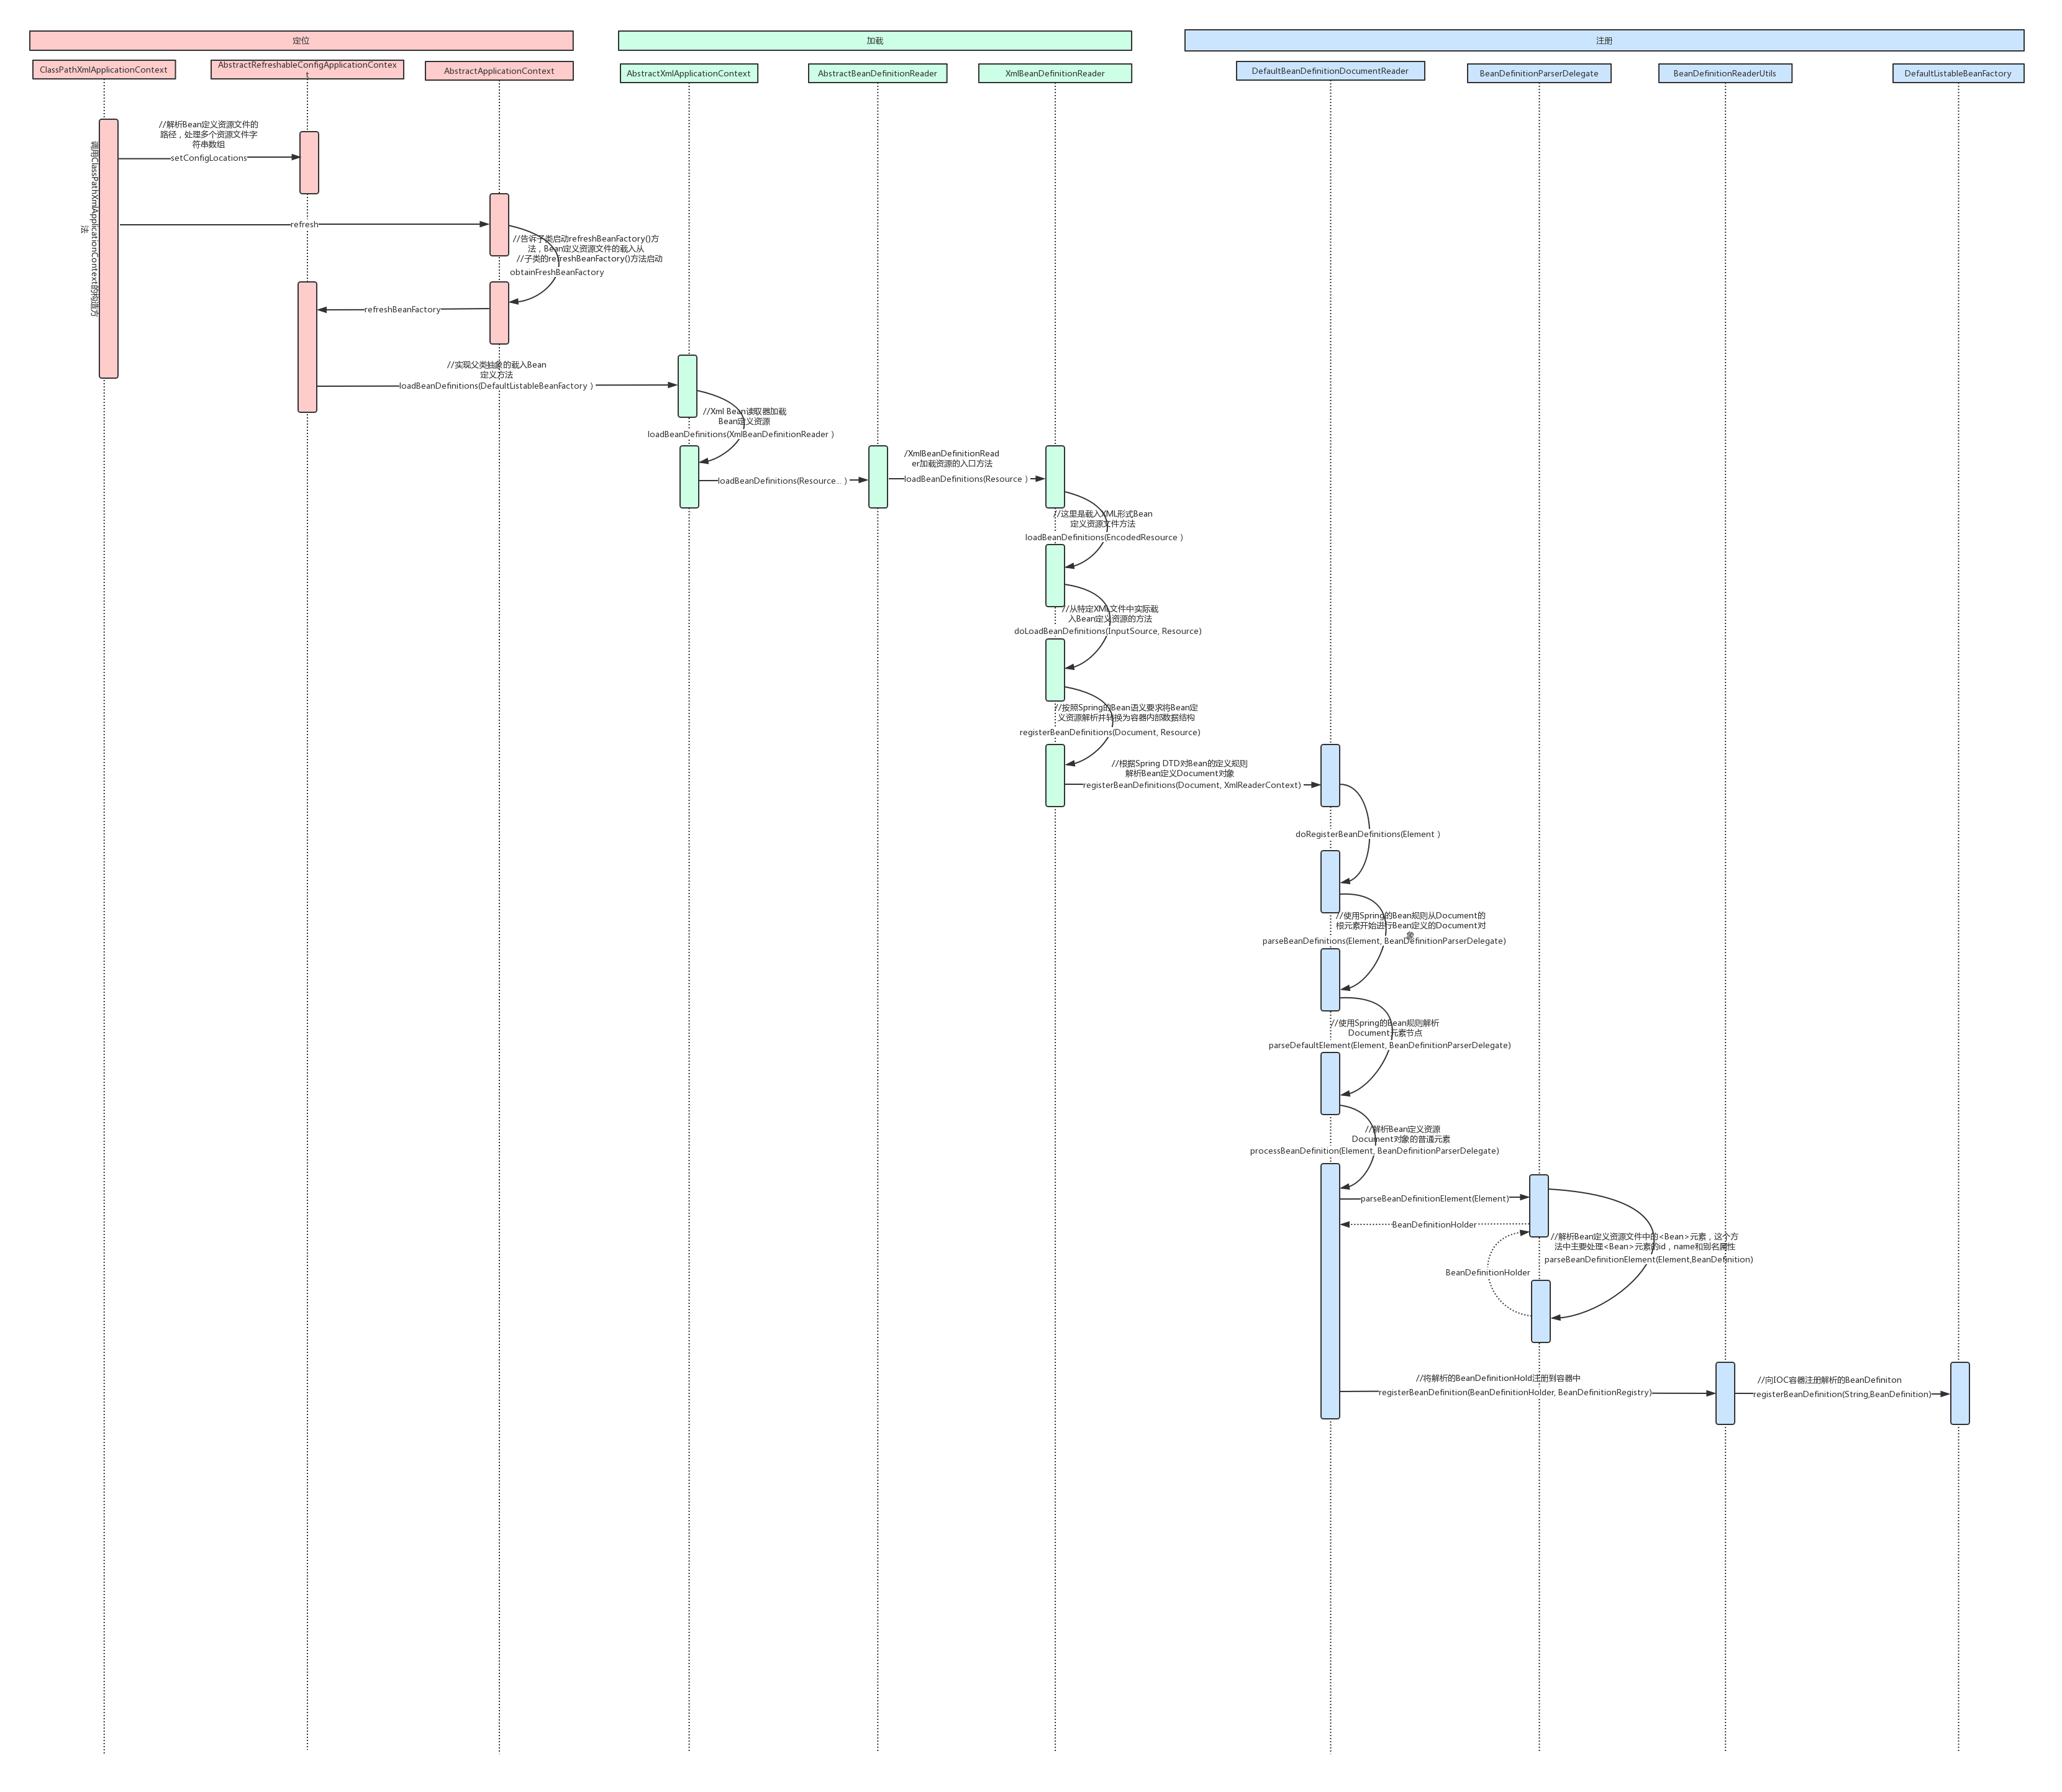 定位
加载
注册
ClassPathXmlApplicationContext
AbstractRefreshableConfigApplicationContex
t
AbstractApplicationContext
AbstractXmlApplicationContext
AbstractBeanDefinitionReader
XmlBeanDefinitionReader
DefaultBeanDefinitionDocumentReader
BeanDefinitionParserDelegate
BeanDefinitionReaderUtils
DefaultListableBeanFactory
调用ClassPathXmlApplicationContext的构造方
法
//解析Bean定义资源文件的
路径，处理多个资源文件字
符串数组
setConfigLocations
refresh
//告诉子类启动refreshBeanFactory()方
法，Bean定义资源文件的载入从
//子类的refreshBeanFactory()方法启动
obtainFreshBeanFactory
refreshBeanFactory
//实现父类抽象的载入Bean
定义方法
loadBeanDefinitions(DefaultListableBeanFactory )
//Xml Bean读取器加载
Bean定义资源
loadBeanDefinitions(XmlBeanDefinitionReader )
loadBeanDefinitions(Resource... )
/XmlBeanDefinitionRead
er加载资源的入口方法
loadBeanDefinitions(Resource )
//这里是载入XML形式Bean
定义资源文件方法
loadBeanDefinitions(EncodedResource )
//从特定XML文件中实际载
入Bean定义资源的方法
doLoadBeanDefinitions(InputSource, Resource)
//按照Spring的Bean语义要求将Bean定
义资源解析并转换为容器内部数据结构
registerBeanDefinitions(Document, Resource)
//根据Spring DTD对Bean的定义规则
解析Bean定义Document对象
registerBeanDefinitions(Document, XmlReaderContext)
doRegisterBeanDefinitions(Element )
//使用Spring的Bean规则从Document的
根元素开始进行Bean定义的Document对
象
parseBeanDefinitions(Element, BeanDefinitionParserDelegate)
//使用Spring的Bean规则解析
Document元素节点
parseDefaultElement(Element, BeanDefinitionParserDelegate)
//解析Bean定义资源
Document对象的普通元素
processBeanDefinition(Element, BeanDefinitionParserDelegate)
parseBeanDefinitionElement(Element)
BeanDefinitionHolder
//解析Bean定义资源文件中的<Bean>元素，这个方
法中主要处理<Bean>元素的id，name和别名属性
parseBeanDefinitionElement(Element,BeanDefinition)
BeanDefinitionHolder
//将解析的BeanDefinitionHold注册到容器中
registerBeanDefinition(BeanDefinitionHolder, BeanDefinitionRegistry)
//向IOC容器注册解析的BeanDefiniton
registerBeanDefinition(String,BeanDefinition)